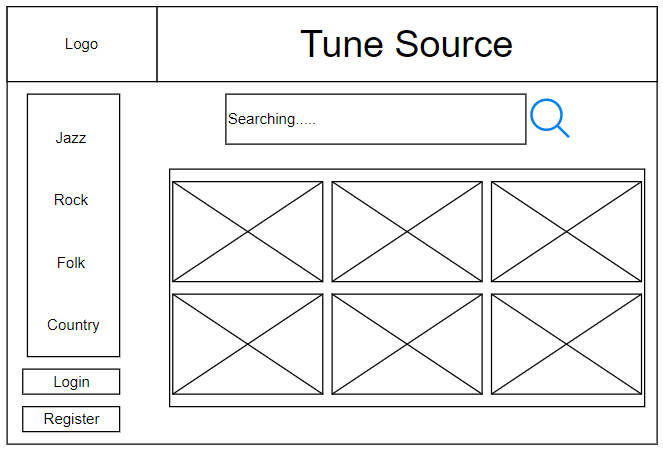 Logo
Tune Source
Searching.....
Jazz
Rock
Folk
Country
Login
Register